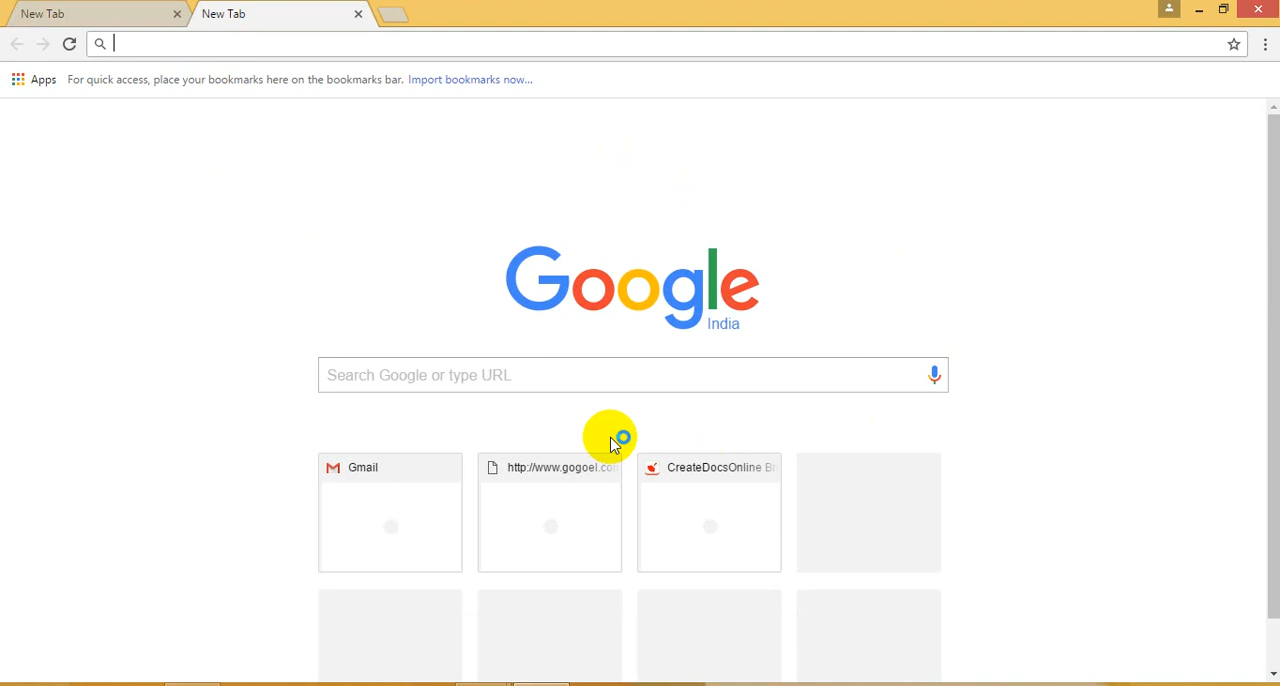 New Tab
New Tab
Apps For quick access, place your bookmarks here on the bookmarks bar. Import bookmarks now...
Google
India
Search Google or type URL
Gmail
http://www.gogoel.con
CreateDocsOnline Br